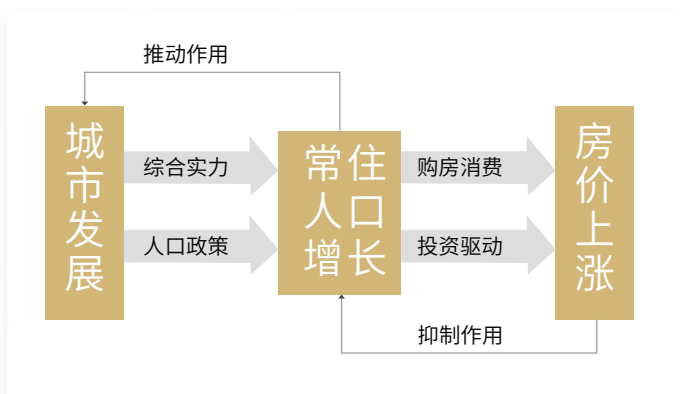 推动作用
城市发展
综合实力
人口政策
常住
人口
增长
购房消费
投资驱动
房价上涨
抑制作用